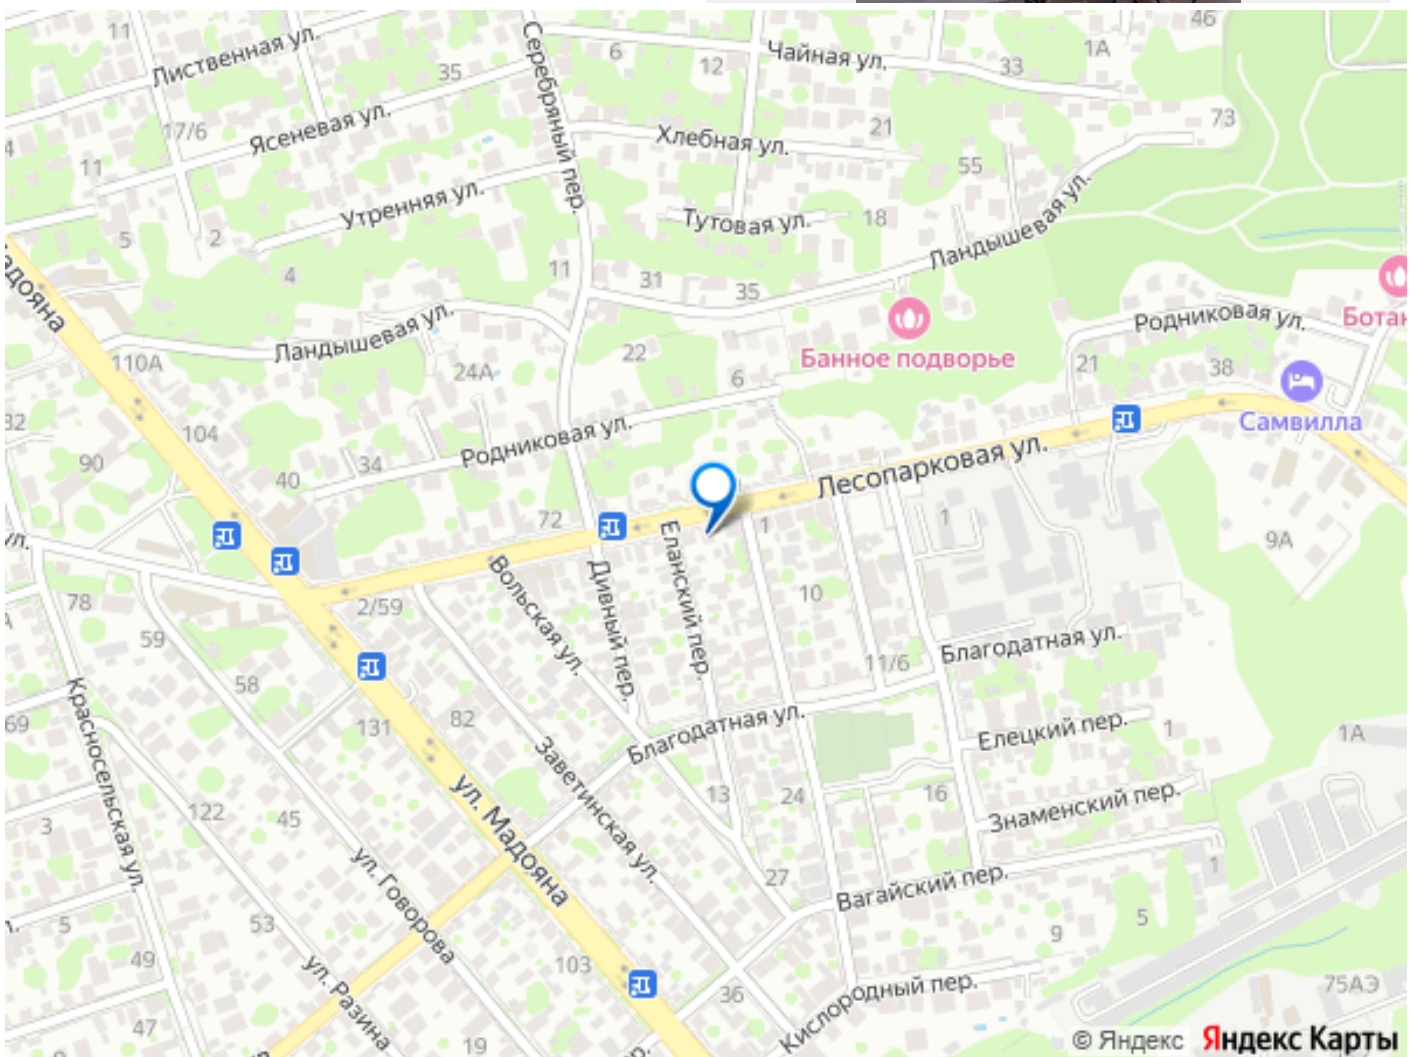 11
Лиственная ул.
35
17/6
Ясеневая ул.
4
11
Серебряный пер.
6
12
Чайная ул.
33
1А
46
Хлебная ул.
21
55
73
Утренняя ул.
Тутовая ул.
18
Ландышевая ул.
5
2
4
11
31
35
Ландышевая ул.
110А
24А
22
6
Банное подворье
Родниковая ул.
21
38
Самвилла
104
90
40
34
Родниковая ул.
Лесопарковая ул.
72
1
1
9А
2/59
Вольская ул.
Дивный пер.
Еланский пер.
10
11/6
Благодатная ул.
78
59
58
69
Красносельская ул.
131
82
Благодатная ул.
Елецкий пер.
1
1А
Заветинская ул.
ул. Мадояна
13
24
16
Знаменский пер.
122
45
3
ул. Говорова
27
Вагайский пер.
1
5
9
5
53
49
103
ул. Разина
36
Кислородный пер.
75АЭ
47
19
© Яндекс Яндекс Карты